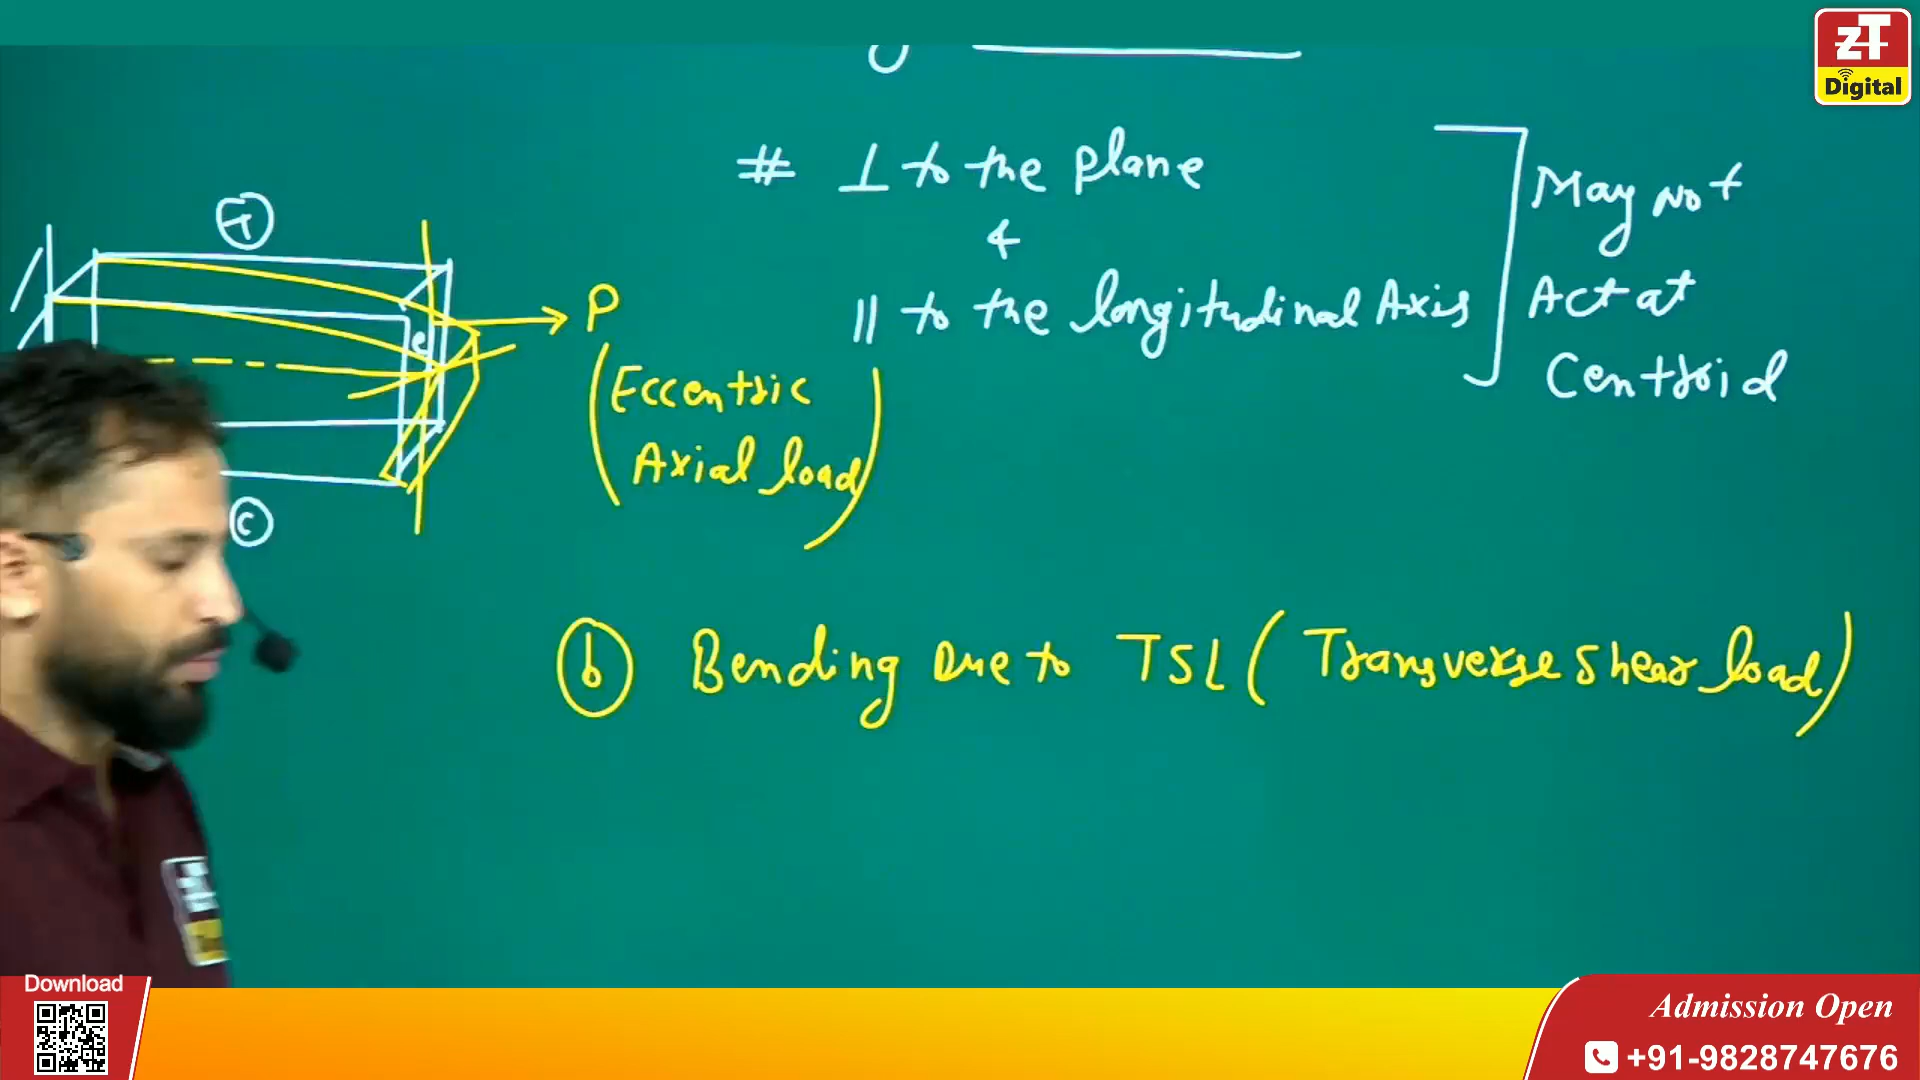 ZT
Digital
# ⊥ to the plane
&
|| to the longitudinal Axis
May Not
Act at
Centroid
T
e
P
(Eccentric
Axial load)
C
(b) Bending Due to TSL (Transverse Shear load)
Download
Admission Open
+91-9828747676